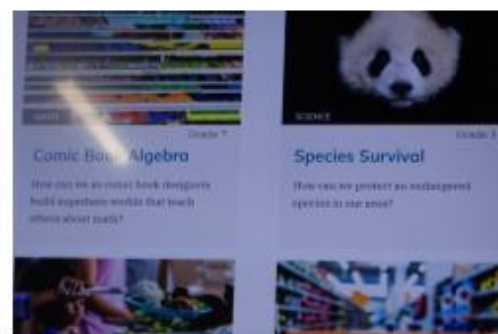 MATH
SCIENCE
Grade 7
Grade 3
Comic Book Algebra
Species Survival
How can we as comic book designers
build superhero worlds that teach
others about math?
How can we protect an endangered
species in our area?